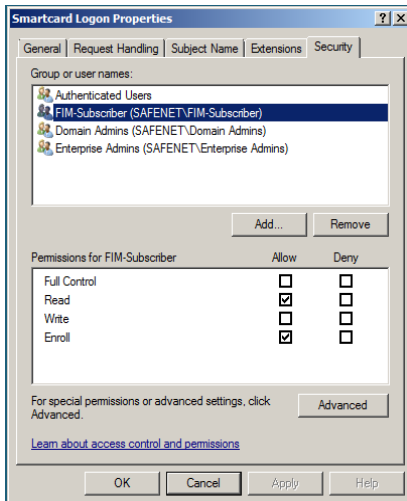 Smartcard Logon Properties
General Request Handling Subject Name Extensions Security
Group or user names:
Authenticated Users
FIM-Subscriber (SAFENET\FIM-Subscriber)
Domain Admins (SAFENET\Domain Admins)
Enterprise Admins (SAFENET\Enterprise Admins)
Add... Remove
Permissions for FIM-Subscriber Allow Deny
Full Control
Read
Write
Enroll
For special permissions or advanced settings, click
Advanced. Advanced
Learn about access control and permissions
OK Cancel Apply Help